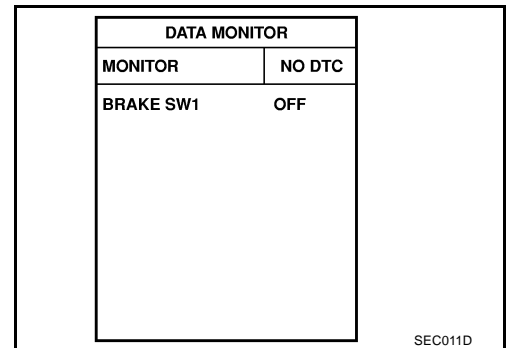 DATA MONITOR
MONITOR NO DTC
BRAKE SW1 OFF
SEC011D